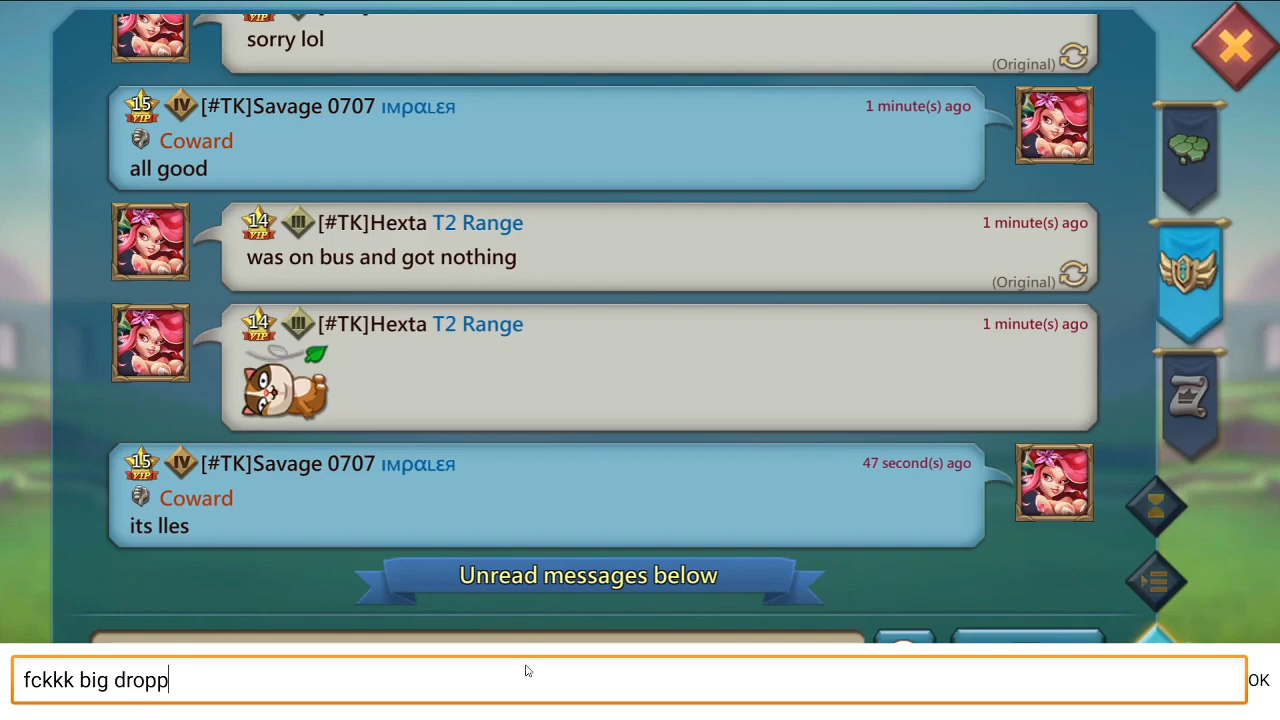 sorry lol
(Original)
15 VIP IV [#TK]Savage 0707 ιмραʟεя 1 minute(s) ago
Coward
all good
14 VIP III [#TK]Hexta T2 Range 1 minute(s) ago
was on bus and got nothing
(Original)
14 VIP III [#TK]Hexta T2 Range 1 minute(s) ago
15 VIP IV [#TK]Savage 0707 ιмραʟεя 47 second(s) ago
Coward
its lles
Unread messages below
fckkk big dropp OK